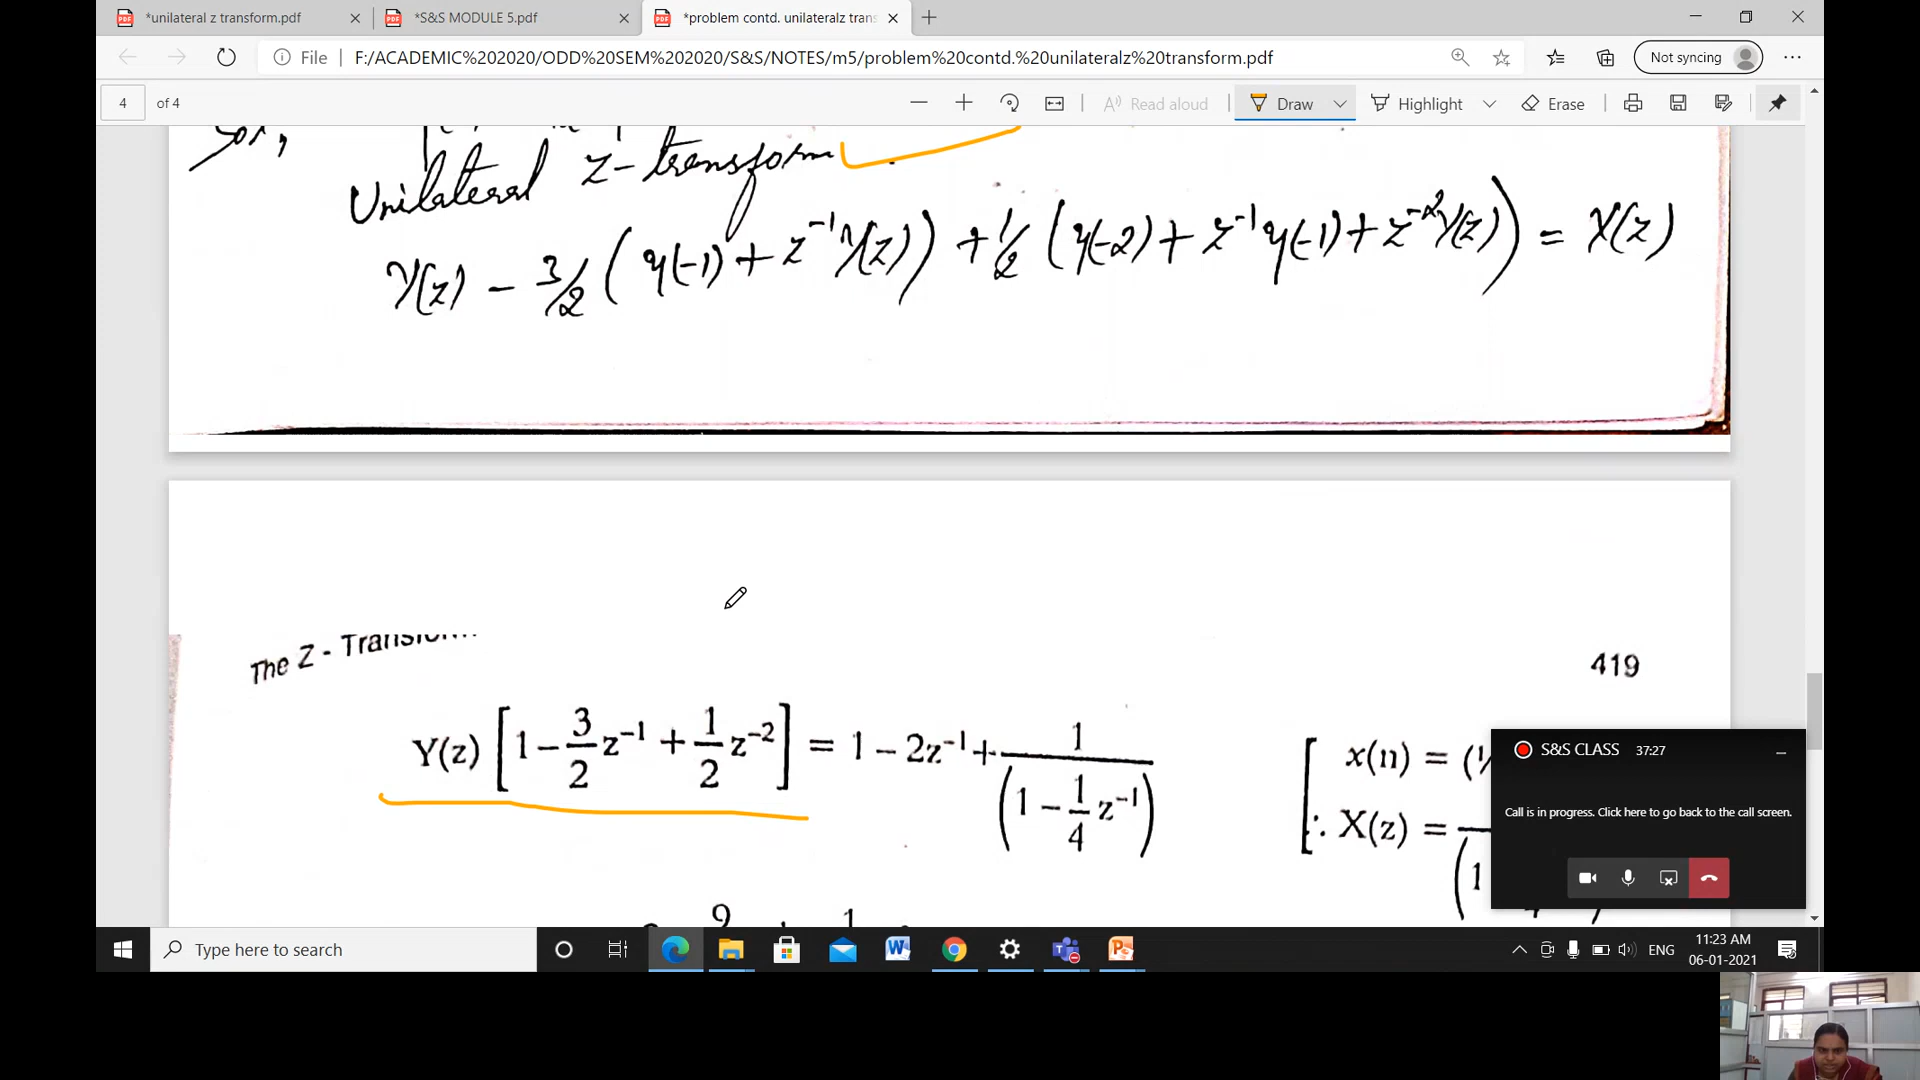 *unilateral z transform.pdf
*S&S MODULE 5.pdf
*problem contd. unilateralz trans
File F:/ACADEMIC%202020/ODD%20SEM%202020/S&S/NOTES/m5/problem%20contd.%20unilateralz%20transform.pdf
Not syncing
4 of 4
Read aloud
Draw
Highlight
Erase
Unilateral z-transform
Y(z) - 3/2 (y(-1) + z⁻¹Y(z)) + 1/2 (y(-2) + z⁻¹y(-1) + z⁻²Y(z)) = X(z)
The Z - Transform
419
Y(z) [1 - 3/2 z⁻¹ + 1/2 z⁻²] = 1 - 2z⁻¹ + 1/(1 - 1/4 z⁻¹)
x(n) = (
∴ X(z) =
(1
S&S CLASS 37:27
Call is in progress. Click here to go back to the call screen.
9
1
Type here to search
ENG
11:23 AM
06-01-2021